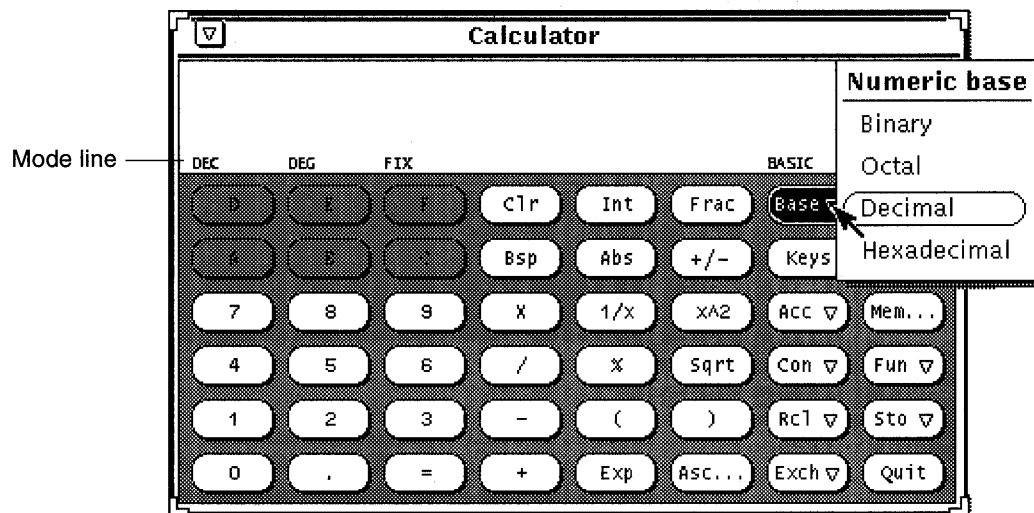 Calculator
Numeric base
Binary
Octal
Decimal
Hexadecimal
Mode line
DEC DEG FIX BASIC
D E F Clr Int Frac Base
A B C Bsp Abs +/- Keys
7 8 9 X 1/x x^2 Acc Mem...
4 5 6 / % Sqrt Con Fun
1 2 3 - ( ) Rcl Sto
0 . = + Exp Asc... Exch Quit